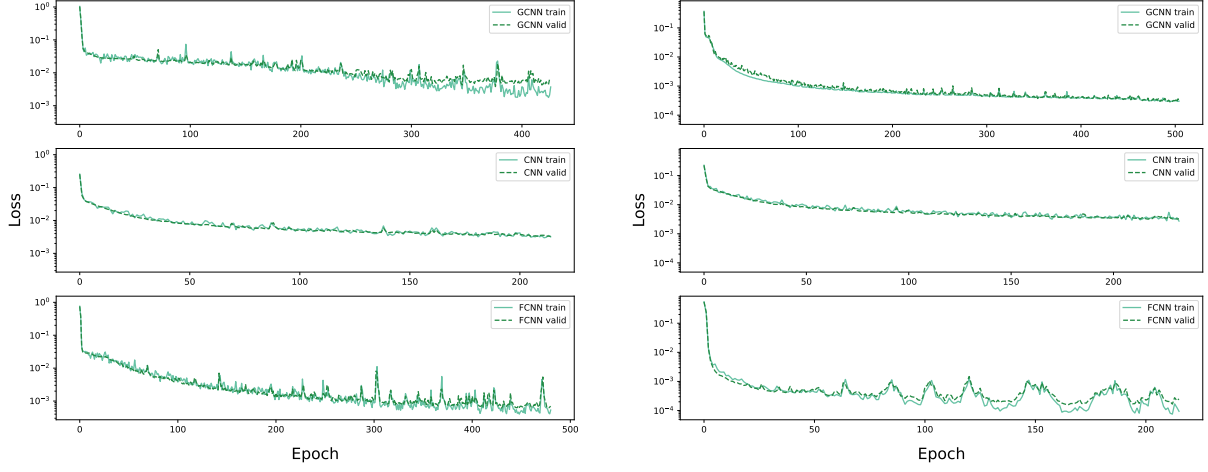 10⁰
10⁻¹
10⁻²
10⁻³
0 100 200 300 400
GCNN train
GCNN valid
10⁻¹
10⁻²
10⁻³
10⁻⁴
0 100 200 300 400 500
GCNN train
GCNN valid
Loss
10⁰
10⁻¹
10⁻²
10⁻³
0 50 100 150 200
CNN train
CNN valid
Loss
10⁻¹
10⁻²
10⁻³
10⁻⁴
0 50 100 150 200
CNN train
CNN valid
10⁰
10⁻¹
10⁻²
10⁻³
0 100 200 300 400 500
FCNN train
FCNN valid
Epoch
10⁻¹
10⁻²
10⁻³
10⁻⁴
0 50 100 150 200
FCNN train
FCNN valid
Epoch